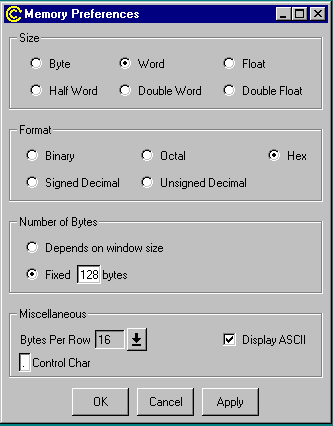 Memory Preferences
Size
Byte Word Float
Half Word Double Word Double Float
Format
Binary Octal Hex
Signed Decimal Unsigned Decimal
Number of Bytes
Depends on window size
Fixed 128 bytes
Miscellaneous
Bytes Per Row 16 Display ASCII
. Control Char
OK Cancel Apply